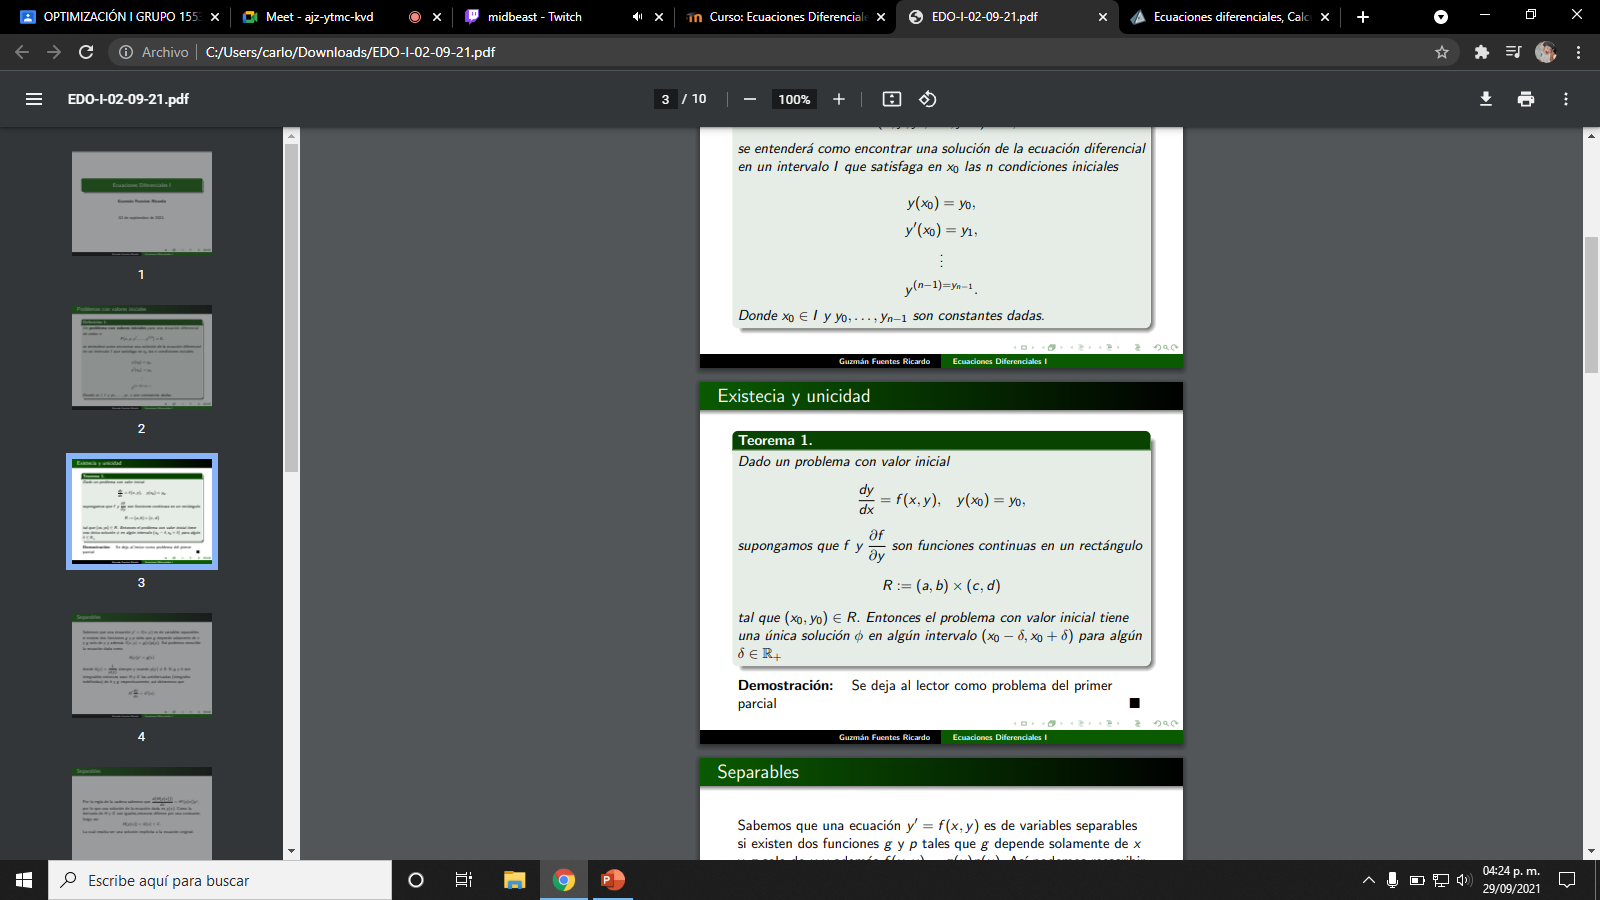 OPTIMIZACIÓN I GRUPO 155
Meet - ajz-ytmc-kvd
midbeast - Twitch
Curso: Ecuaciones Diferenciale
EDO-I-02-09-21.pdf
Ecuaciones diferenciales, Calc
Archivo
C:/Users/carlo/Downloads/EDO-I-02-09-21.pdf
EDO-I-02-09-21.pdf
3 / 10
100%
1
2
3
4
se entenderá como encontrar una solución de la ecuación diferencial
en un intervalo I que satisfaga en x₀ las n condiciones iniciales
y(x₀) = y₀,
y′(x₀) = y₁,
⋮
y^{(n−1)=y_{n−1}}.
Donde x₀ ∈ I y y₀, . . . , y_{n−1} son constantes dadas.
Guzmán Fuentes Ricardo
Ecuaciones Diferenciales I
Existecia y unicidad
Teorema 1.
Dado un problema con valor inicial
dy/dx = f(x, y), y(x₀) = y₀,
supongamos que f y ∂f/∂y son funciones continuas en un rectángulo
R := (a, b) × (c, d)
tal que (x₀, y₀) ∈ R. Entonces el problema con valor inicial tiene
una única solución ϕ en algún intervalo (x₀ − δ, x₀ + δ) para algún
δ ∈ ℝ₊
Demostración: Se deja al lector como problema del primer
parcial
Guzmán Fuentes Ricardo
Ecuaciones Diferenciales I
Separables
Sabemos que una ecuación y′ = f(x, y) es de variables separables
si existen dos funciones g y p tales que g depende solamente de x
Escribe aquí para buscar
04:24 p. m.
29/09/2021